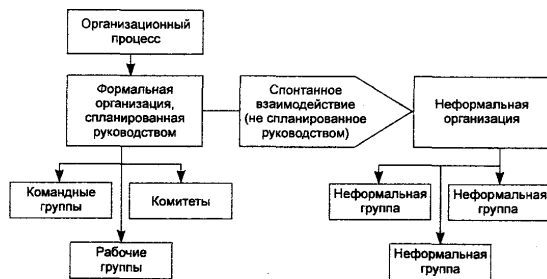 Организационный
процесс
Формальная
организация,
спланированная
руководством
Спонтанное
взаимодействие
(не спланированное
руководством)
Неформальная
организация
Командные
группы
Комитеты
Рабочие
группы
Неформальная
группа
Неформальная
группа
Неформальная
группа